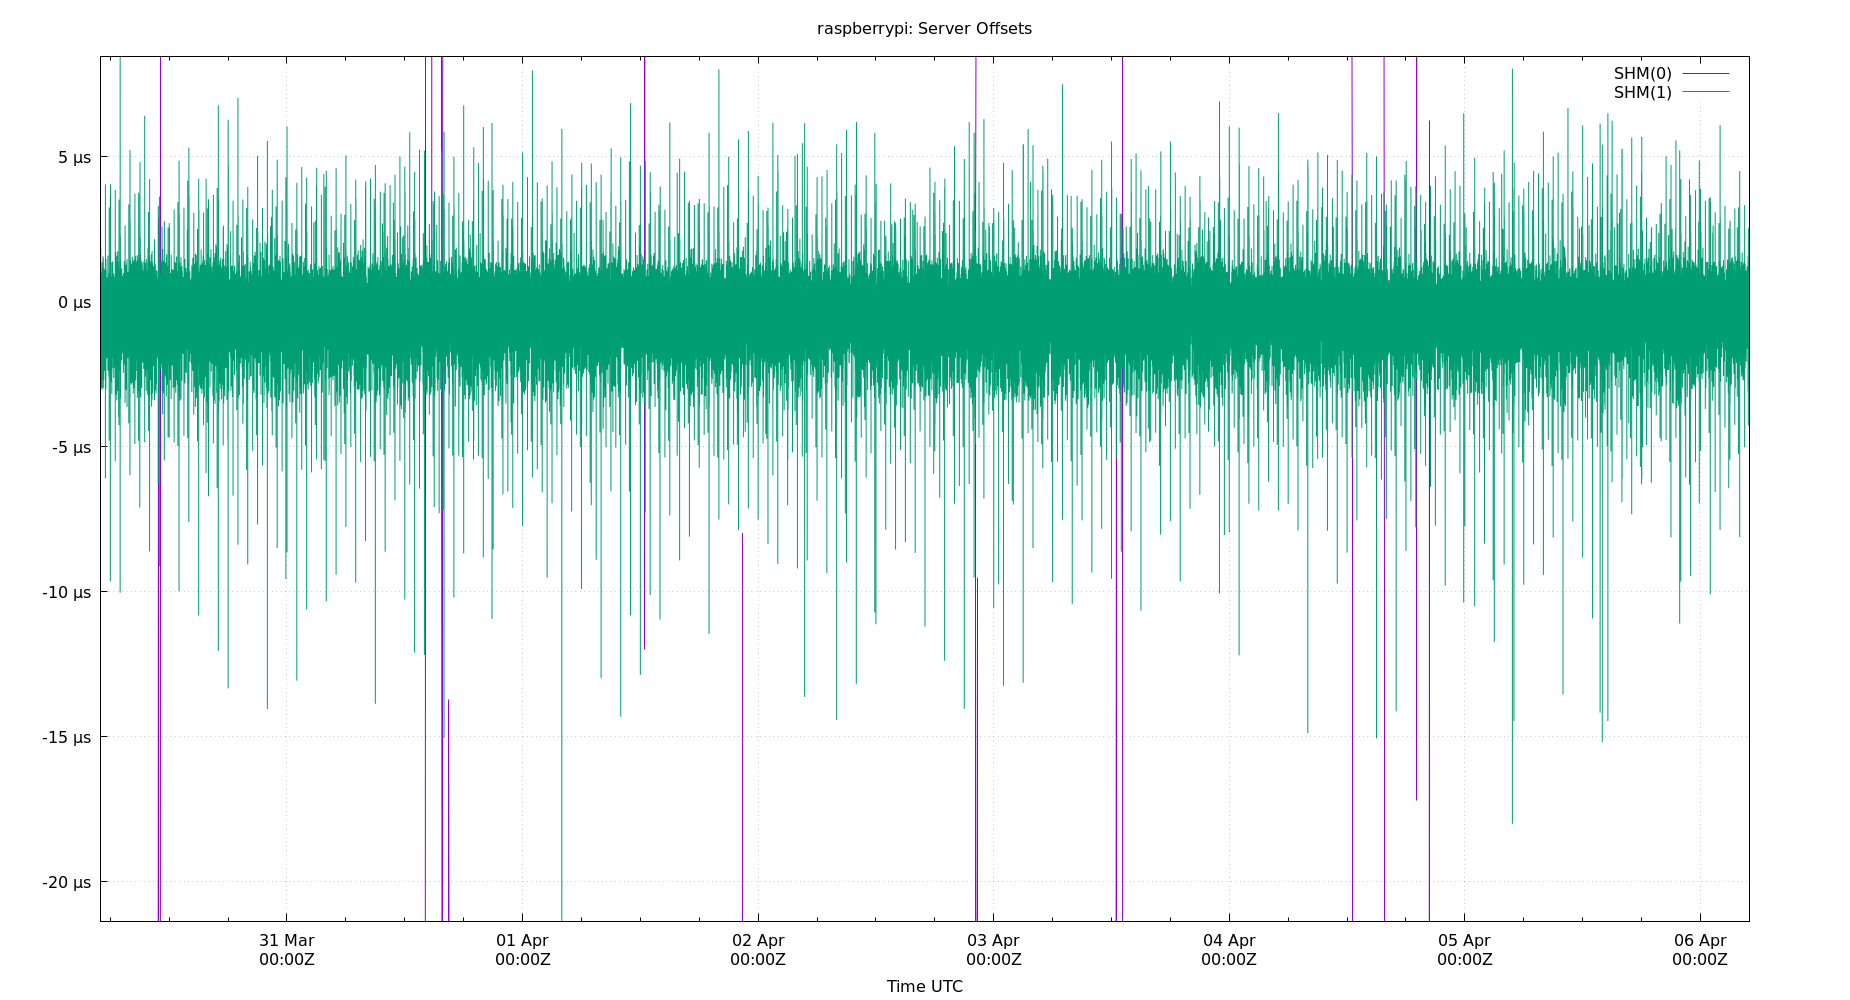 raspberrypi: Server Offsets
SHM(0)
SHM(1)
5 µs
0 µs
-5 µs
-10 µs
-15 µs
-20 µs
31 Mar 01 Apr 02 Apr 03 Apr 04 Apr 05 Apr 06 Apr
00:00Z 00:00Z 00:00Z 00:00Z 00:00Z 00:00Z 00:00Z
Time UTC